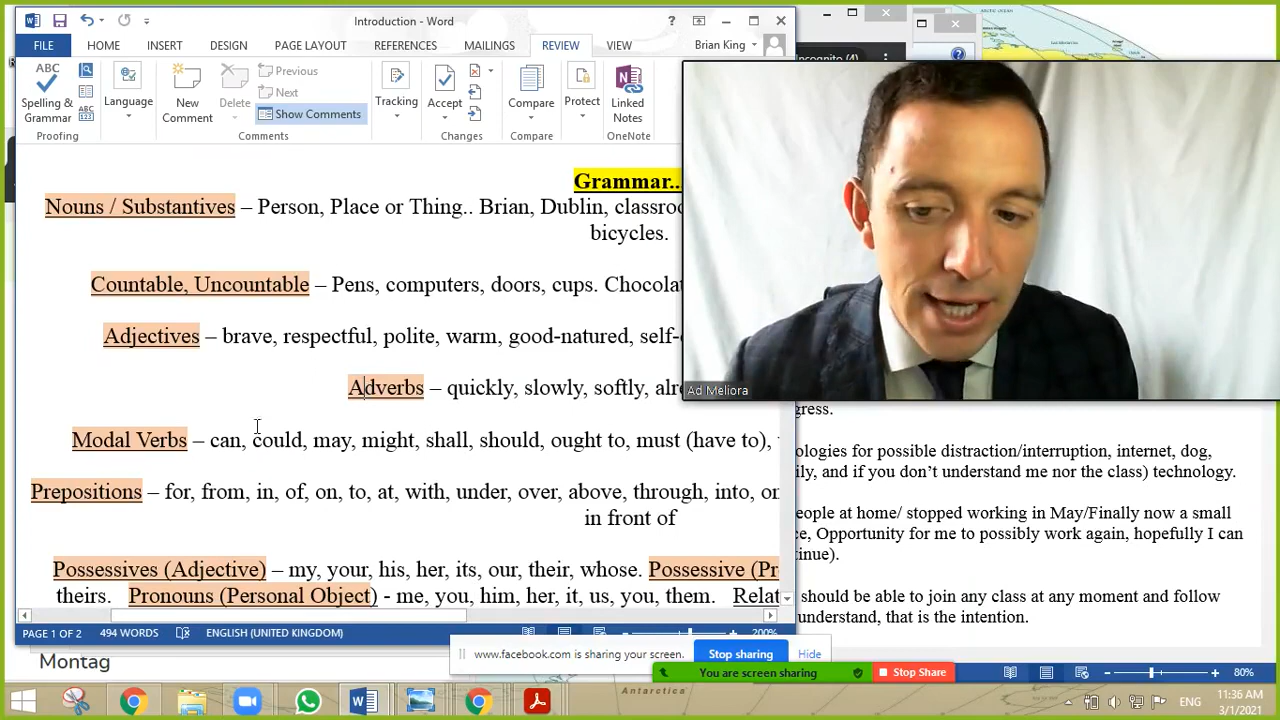 Introduction - Word
FILE HOME INSERT DESIGN PAGE LAYOUT REFERENCES MAILINGS REVIEW VIEW Brian King
Incognito (4)
ABC
Spelling & Grammar
Language
New Comment
Delete
Previous
Next
Show Comments
Tracking
Accept
Compare
Protect
Linked Notes
Proofing Comments Changes OneNote
Grammar...
Nouns / Substantives – Person, Place or Thing.. Brian, Dublin,
bicycles.
Countable, Uncountable – Pens, computers, doors, cups.
Adjectives – brave, respectful, polite, warm, good-natured, self-
Adverbs – quickly, slowly, softly,
Modal Verbs – can, could, may, might, shall, should, ought to, must (have to),
Prepositions – for, from, in, of, on, to, at, with, under, over, above, through, into,
in front of
Possessives (Adjective) – my, your, his, her, its, our, their, whose. Possessive
theirs. Pronouns (Personal Object) - me, you, him, her, it, us, you, them.
Ad Meliora
ologies for possible distraction/interruption, internet, dog,
ily, and if you don't understand me nor the class) technology.
eople at home/ stopped working in May/Finally now a small
ce, Opportunity for me to possibly work again, hopefully I can
tinue).
should be able to join any class at any moment and follow
understand, that is the intention.
PAGE 1 OF 2 494 WORDS ENGLISH (UNITED KINGDOM) 200%
www.facebook.com is sharing your screen. Stop sharing Hide
You are screen sharing Stop Share
80%
Montag
Antarctica
ENG
11:36 AM
3/1/2021